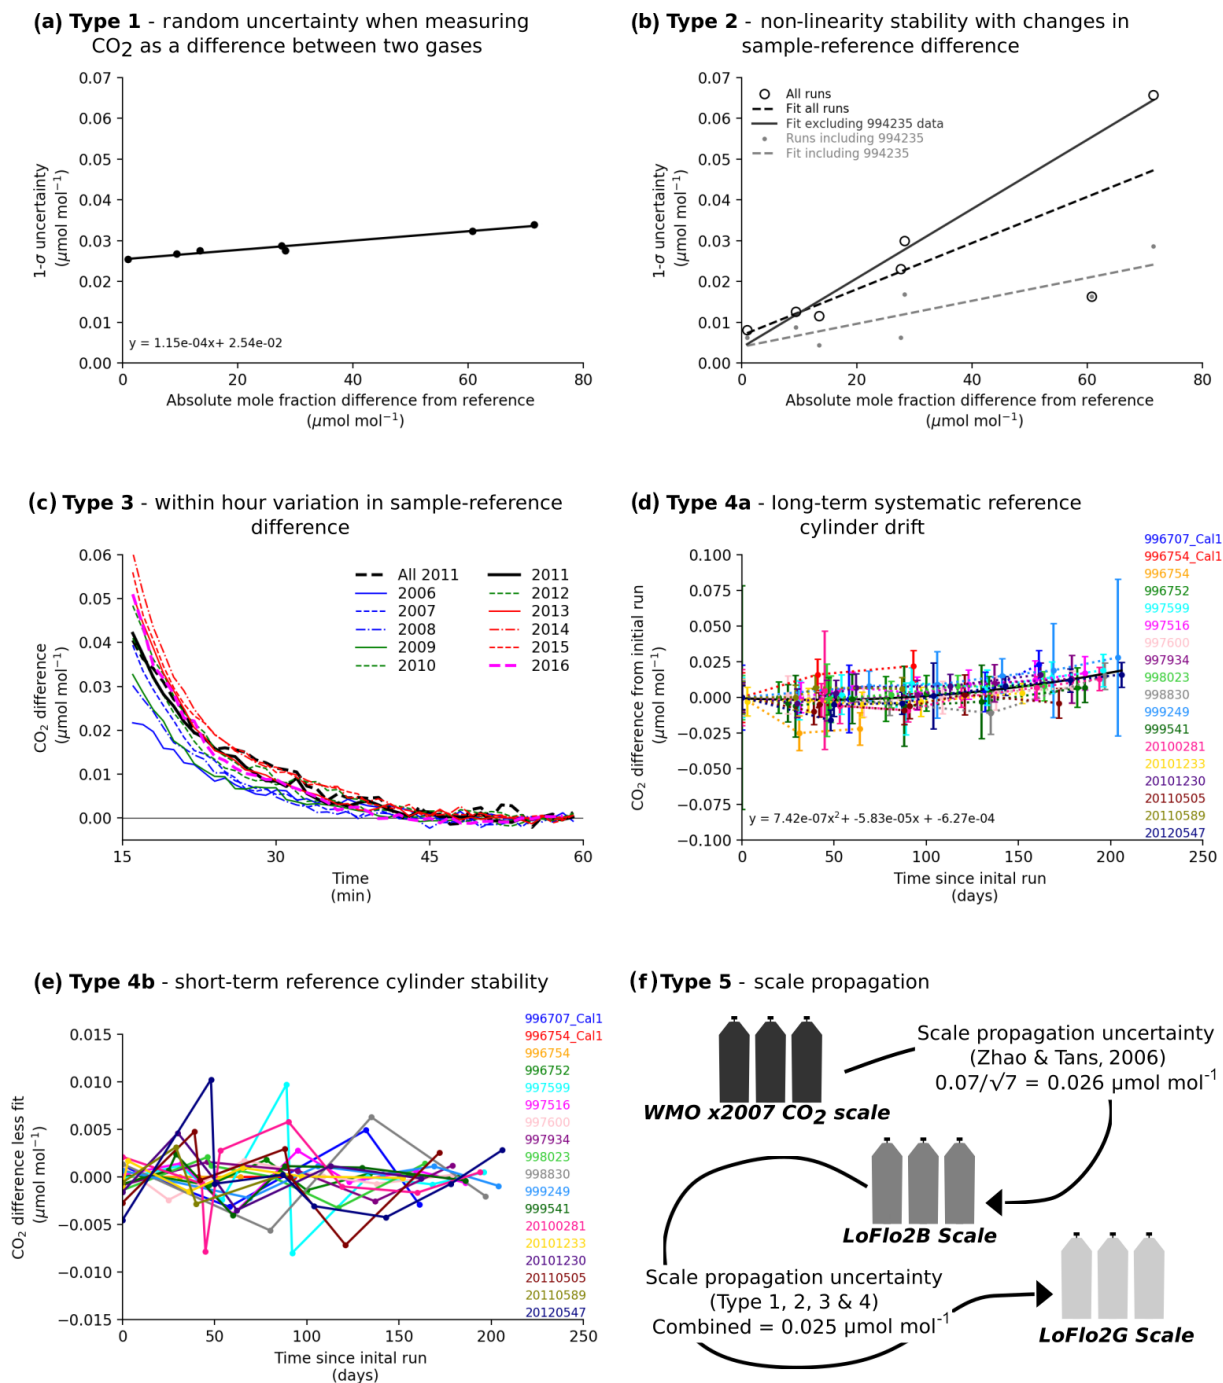 (a) Type 1 - random uncertainty when measuring
CO2 as a difference between two gases
0.07
0.06
0.05
0.04
0.03
0.02
0.01
0.00
1-σ uncertainty
(μmol mol−1)
y = 1.15e-04x+ 2.54e-02
0 20 40 60 80
Absolute mole fraction difference from reference
(μmol mol−1)
(b) Type 2 - non-linearity stability with changes in
sample-reference difference
0.07
0.06
0.05
0.04
0.03
0.02
0.01
0.00
1-σ uncertainty
(μmol mol−1)
All runs
Fit all runs
Fit excluding 994235 data
Runs including 994235
Fit including 994235
0 20 40 60 80
Absolute mole fraction difference from reference
(μmol mol−1)
(c) Type 3 - within hour variation in sample-reference
difference
0.06
0.05
0.04
0.03
0.02
0.01
0.00
CO2 difference
(μmol mol−1)
All 2011
2006
2007
2008
2009
2010
2011
2012
2013
2014
2015
2016
15 30 45 60
Time
(min)
(d) Type 4a - long-term systematic reference
cylinder drift
0.100
0.075
0.050
0.025
0.000
−0.025
−0.050
−0.075
−0.100
CO2 difference from initial run
(μmol mol−1)
y = 7.42e-07x2+ -5.83e-05x + -6.27e-04
0 50 100 150 200 250
Time since inital run
(days)
996707_Cal1
996754_Cal1
996754
996752
997599
997516
997600
997934
998023
998830
999249
999541
20100281
20101233
20101230
20110505
20110589
20120547
(e) Type 4b - short-term reference cylinder stability
0.015
0.010
0.005
0.000
−0.005
−0.010
−0.015
CO2 difference less fit
(μmol mol−1)
0 50 100 150 200 250
Time since inital run
(days)
996707_Cal1
996754_Cal1
996754
996752
997599
997516
997600
997934
998023
998830
999249
999541
20100281
20101233
20101230
20110505
20110589
20120547
(f) Type 5 - scale propagation
WMO x2007 CO2 scale
Scale propagation uncertainty
(Zhao & Tans, 2006)
0.07/√7 = 0.026 μmol mol-1
LoFlo2B Scale
Scale propagation uncertainty
(Type 1, 2, 3 & 4)
Combined = 0.025 μmol mol-1
LoFlo2G Scale